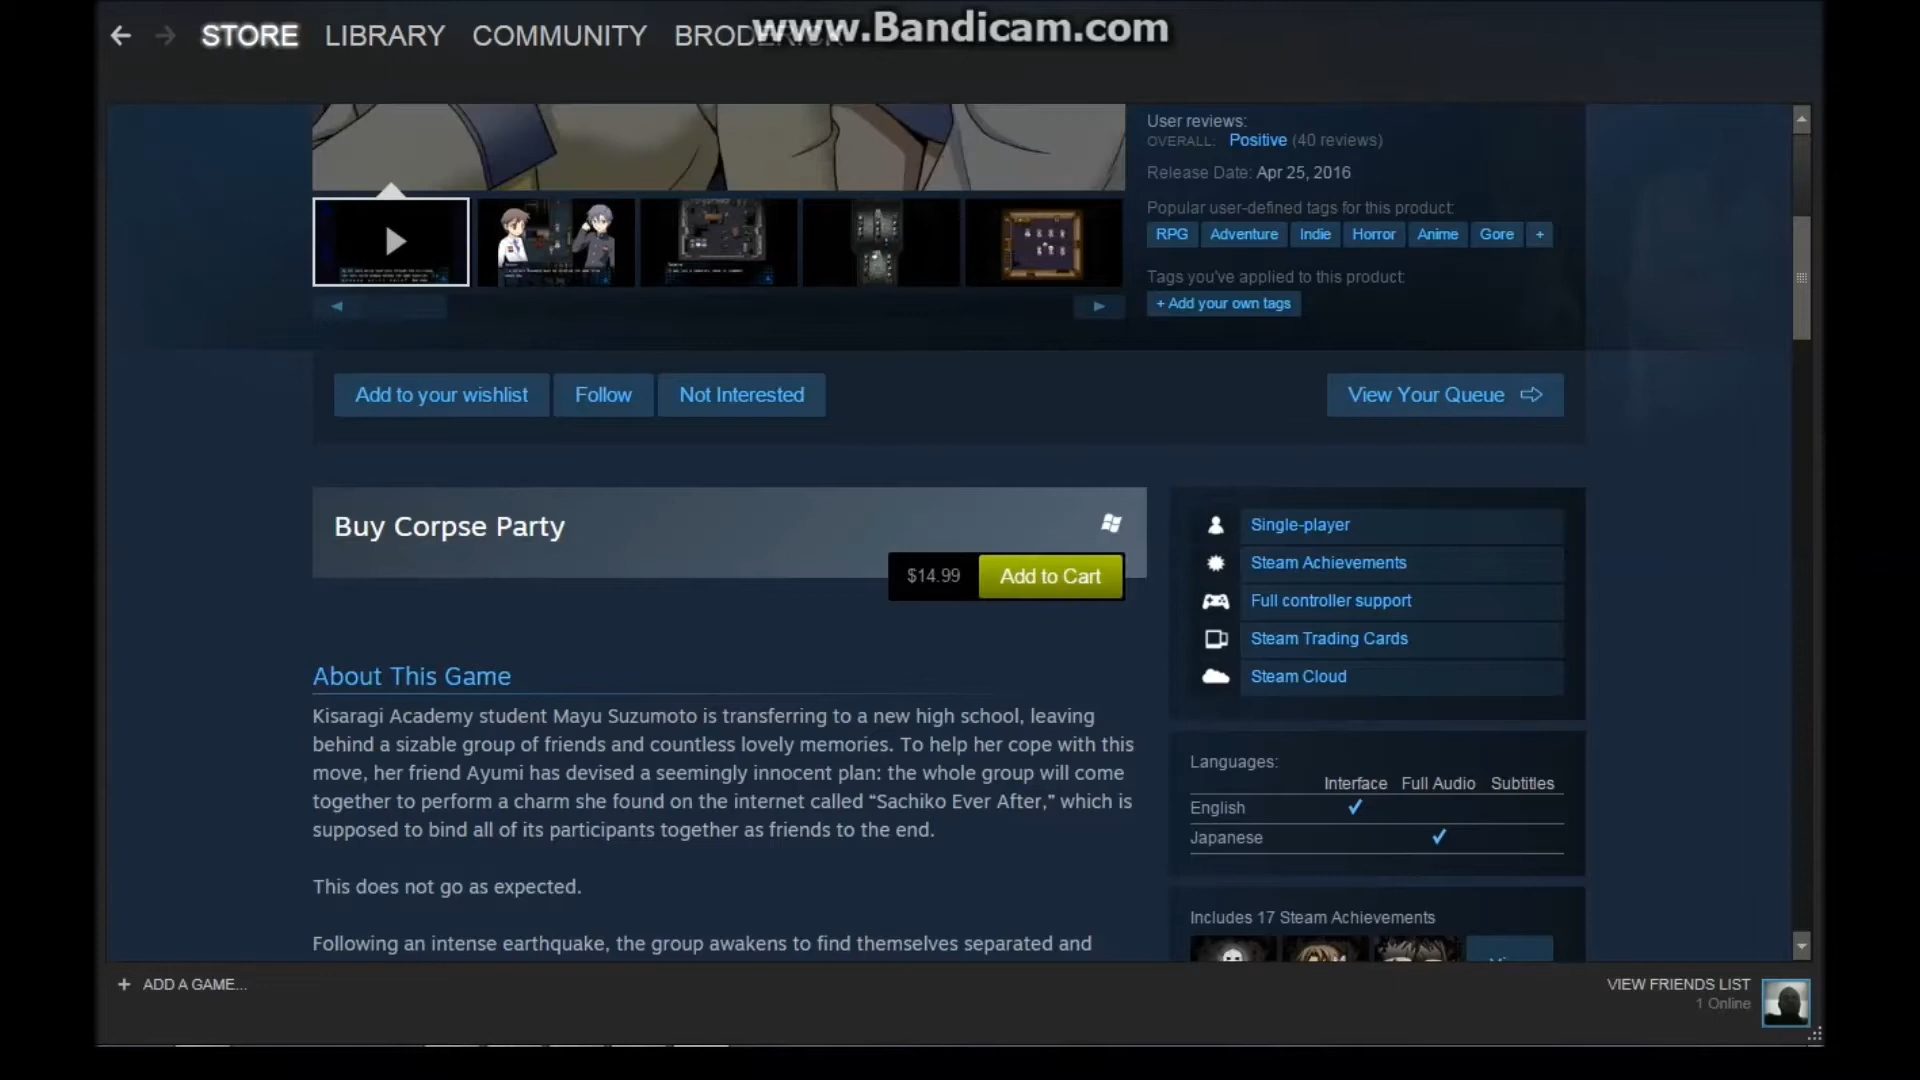 STORE LIBRARY COMMUNITY
www.Bandicam.com
User reviews:
OVERALL: Positive (40 reviews)
Release Date: Apr 25, 2016
Popular user-defined tags for this product:
RPG Adventure Indie Horror Anime Gore +
Tags you've applied to this product:
+ Add your own tags
Add to your wishlist Follow Not Interested View Your Queue
Buy Corpse Party
$14.99 Add to Cart
Single-player
Steam Achievements
Full controller support
Steam Trading Cards
Steam Cloud
About This Game
Kisaragi Academy student Mayu Suzumoto is transferring to a new high school, leaving
behind a sizable group of friends and countless lovely memories. To help her cope with this
move, her friend Ayumi has devised a seemingly innocent plan: the whole group will come
together to perform a charm she found on the internet called “Sachiko Ever After,” which is
supposed to bind all of its participants together as friends to the end.
This does not go as expected.
Following an intense earthquake, the group awakens to find themselves separated and
Languages:
Interface Full Audio Subtitles
English ✓
Japanese ✓
Includes 17 Steam Achievements
+ ADD A GAME...
VIEW FRIENDS LIST
1 Online